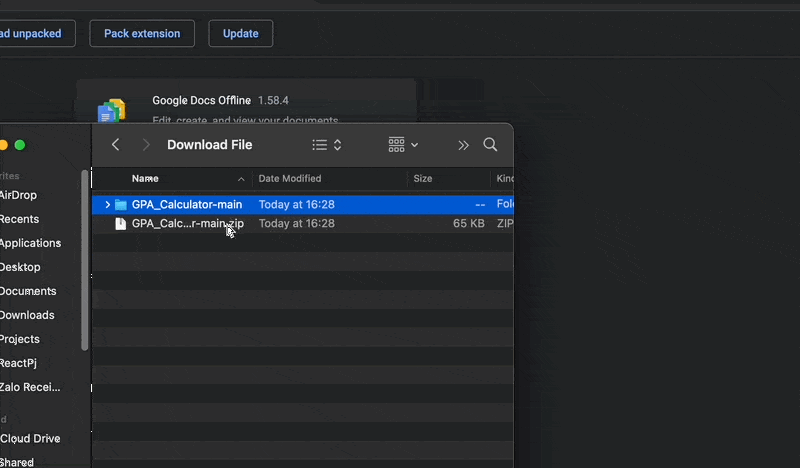 ad unpacked Pack extension Update
Google Docs Offline 1.58.4
Edit, create, and view your documents
Download File
rites
AirDrop
Recents
Applications
Desktop
Documents
Downloads
Projects
ReactPj
Zalo Recei...
d
Cloud Drive
Shared
Name Date Modified Size Kind
GPA_Calculator-main Today at 16:28 -- Fol
GPA_Calc...r-main.zip Today at 16:28 65 KB ZIP